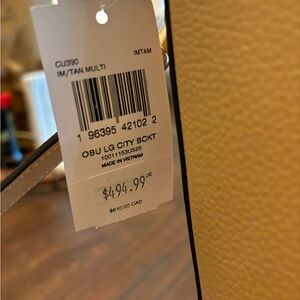 CU390
IMTAM
IM/TAN MULTI
1 96395 42102 2
OBU LG CITY BCKT
10011153U525
MADE IN VIETNAM
$494.99
$610.00 CAD